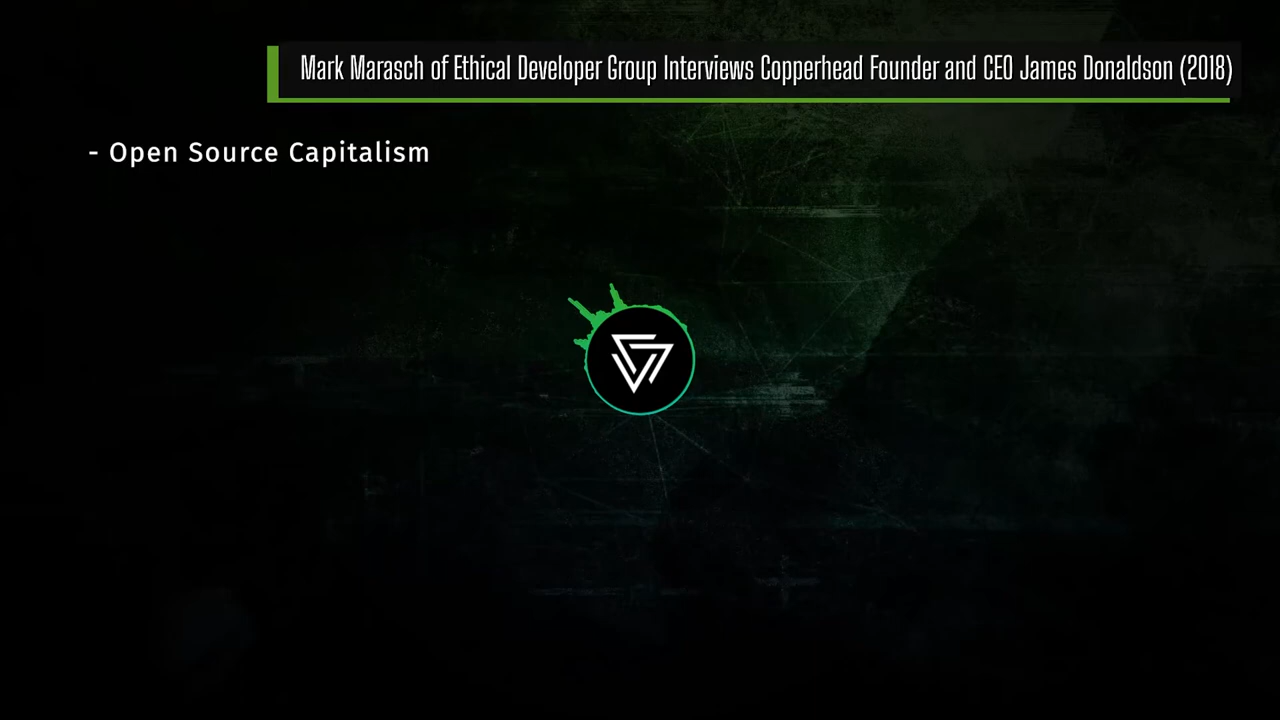 Mark Marasch of Ethical Developer Group Interviews Copperhead Founder and CEO James Donaldson (2018)
- Open Source Capitalism